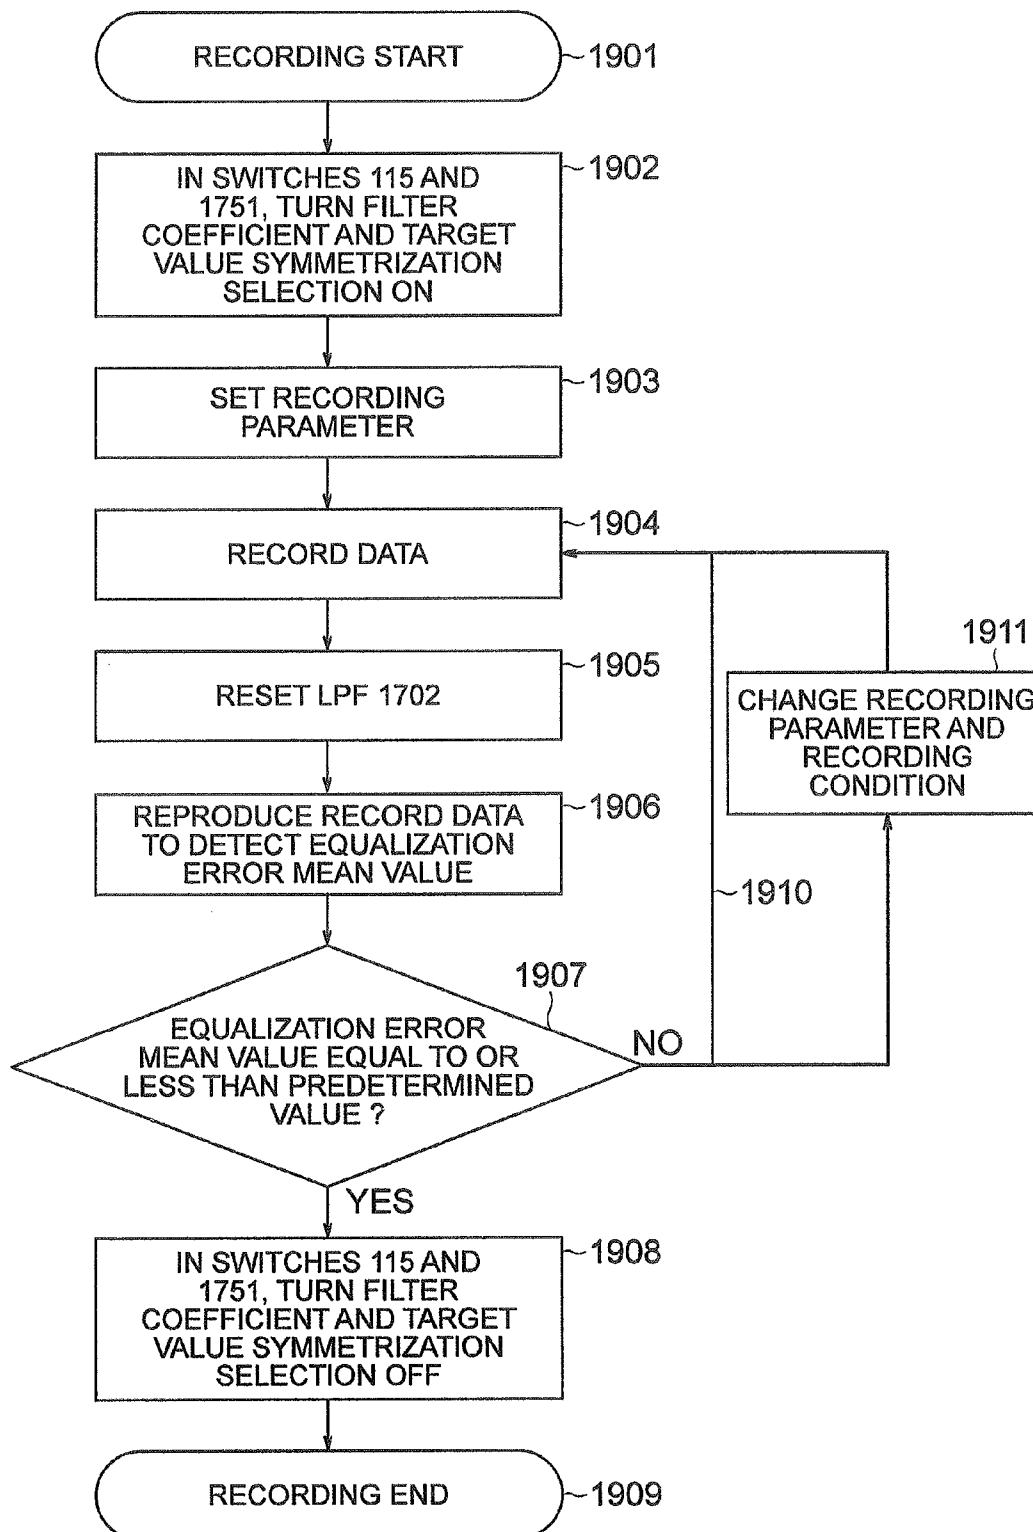 RECORDING START
1901
IN SWITCHES 115 AND
1751, TURN FILTER
COEFFICIENT AND TARGET
VALUE SYMMETRIZATION
SELECTION ON
1902
SET RECORDING
PARAMETER
1903
RECORD DATA
1904
RESET LPF 1702
1905
REPRODUCE RECORD DATA
TO DETECT EQUALIZATION
ERROR MEAN VALUE
1906
EQUALIZATION ERROR
MEAN VALUE EQUAL TO OR
LESS THAN PREDETERMINED
VALUE ?
1907
NO
1910
1911
CHANGE RECORDING
PARAMETER AND
RECORDING
CONDITION
YES
IN SWITCHES 115 AND
1751, TURN FILTER
COEFFICIENT AND TARGET
VALUE SYMMETRIZATION
SELECTION OFF
1908
RECORDING END
1909